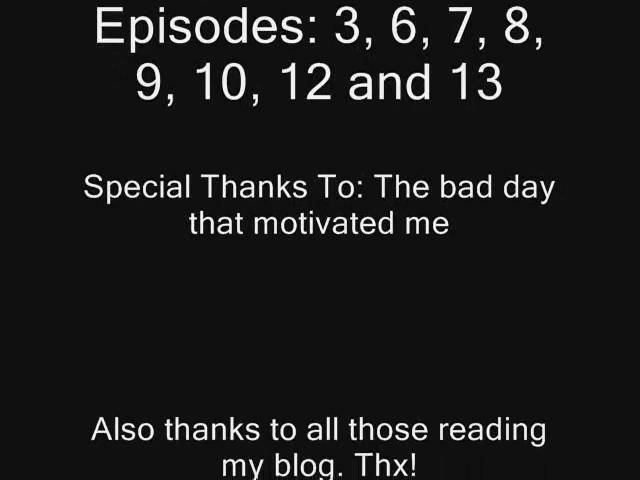 Episodes: 3, 6, 7, 8,
9, 10, 12 and 13
Special Thanks To: The bad day
that motivated me
Also thanks to all those reading
my blog. Thx!